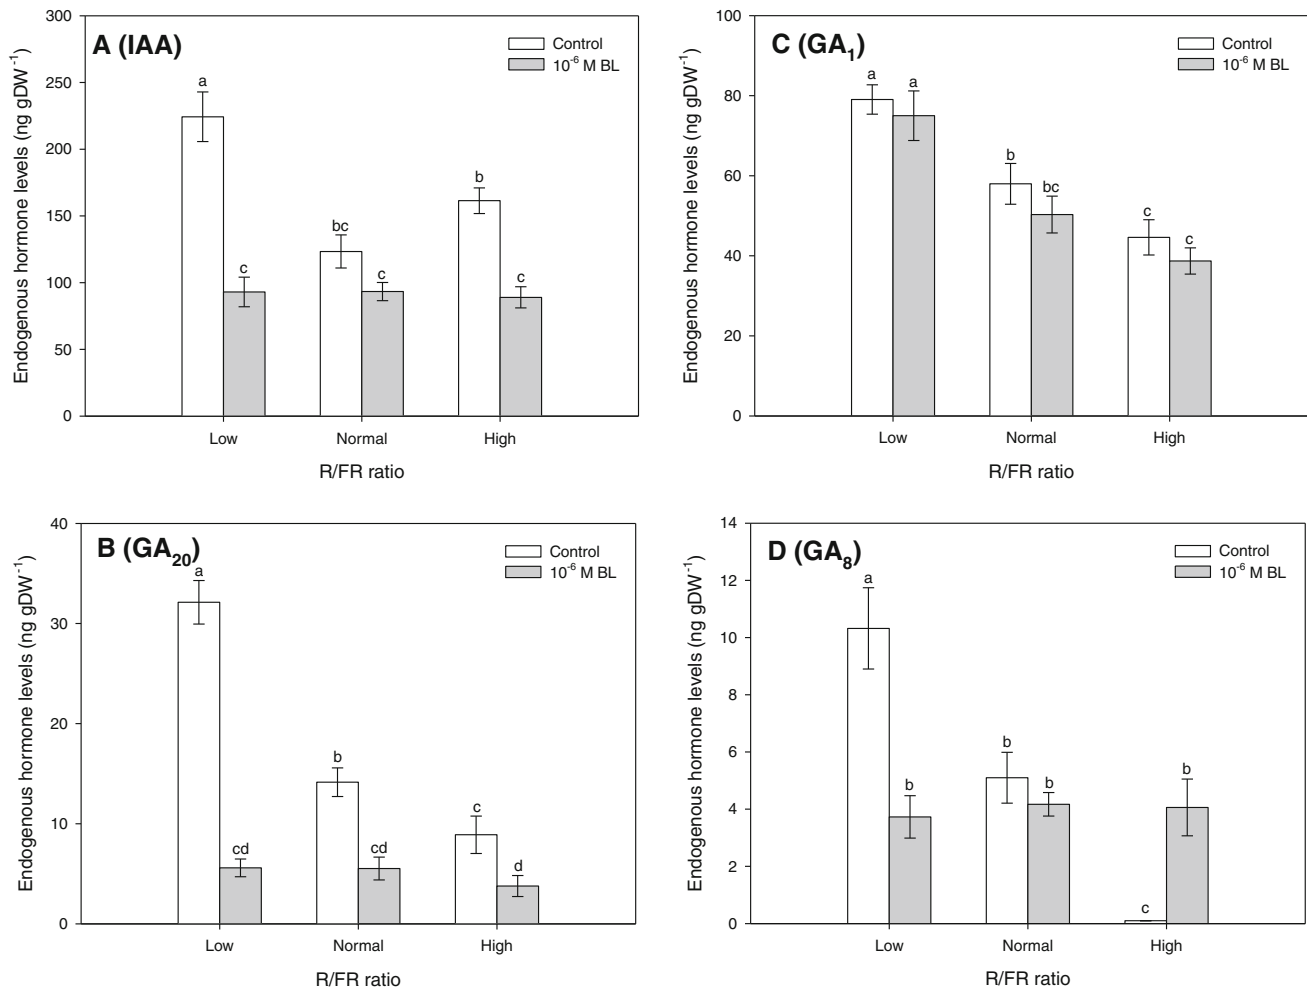 A (IAA)
Control
10⁻⁶ M BL
Endogenous hormone levels (ng gDW⁻¹)
300
250
200
150
100
50
0
a
c
bc
c
b
c
Low
Normal
High
R/FR ratio
C (GA₁)
Control
10⁻⁶ M BL
Endogenous hormone levels (ng gDW⁻¹)
100
80
60
40
20
0
a
a
b
bc
c
c
Low
Normal
High
R/FR ratio
B (GA₂₀)
Control
10⁻⁶ M BL
Endogenous hormone levels (ng gDW⁻¹)
40
30
20
10
0
a
cd
b
cd
c
d
Low
Normal
High
R/FR ratio
D (GA₈)
Control
10⁻⁶ M BL
Endogenous hormone levels (ng gDW⁻¹)
14
12
10
8
6
4
2
0
a
b
b
b
c
b
Low
Normal
High
R/FR ratio